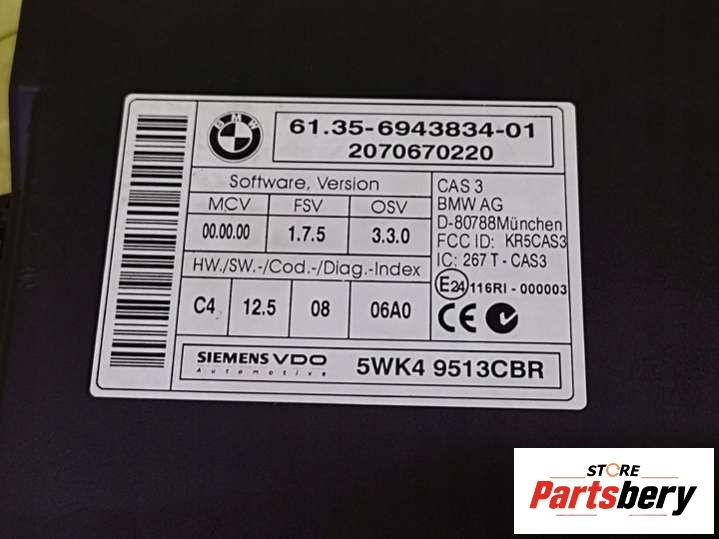 BMW
61.35-6943834-01
2070670220
Software, Version
MCV FSV OSV
00.00.00 1.7.5 3.3.0
HW./SW.-/Cod.-/Diag.-Index
C4 12.5 08 06A0
CAS 3
BMW AG
D-80788München
FCC ID: KR5CAS3
IC: 267 T - CAS3
E24 116RI - 000003
CE
SIEMENS VDO
Automotive
5WK4 9513CBR
STORE
Partsbery